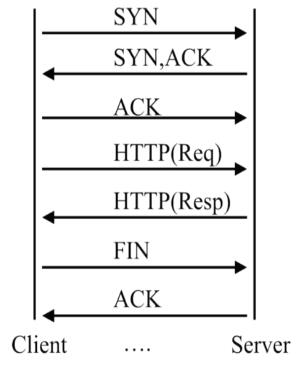 SYN
SYN,ACK
ACK
HTTP(Req)
HTTP(Resp)
FIN
ACK
Client .... Server